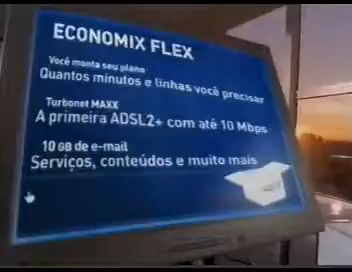 ECONOMIX FLEX
Você monta seu plano
Quantos minutos e linhas você precisar
Turbonet MAXX
A primeira ADSL2+ com até 10 Mbps
10 GB de e-mail
Serviços, conteúdos e muito mais